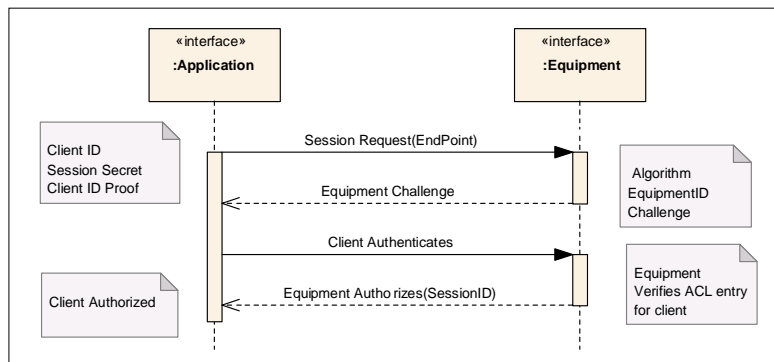 «interface»
:Application
«interface»
:Equipment
Client ID
Session Secret
Client ID Proof
Session Request(EndPoint)
Equipment Challenge
Algorithm
EquipmentID
Challenge
Client Authenticates
Client Authorized
Equipment Authorizes(SessionID)
Equipment
Verifies ACL entry
for client